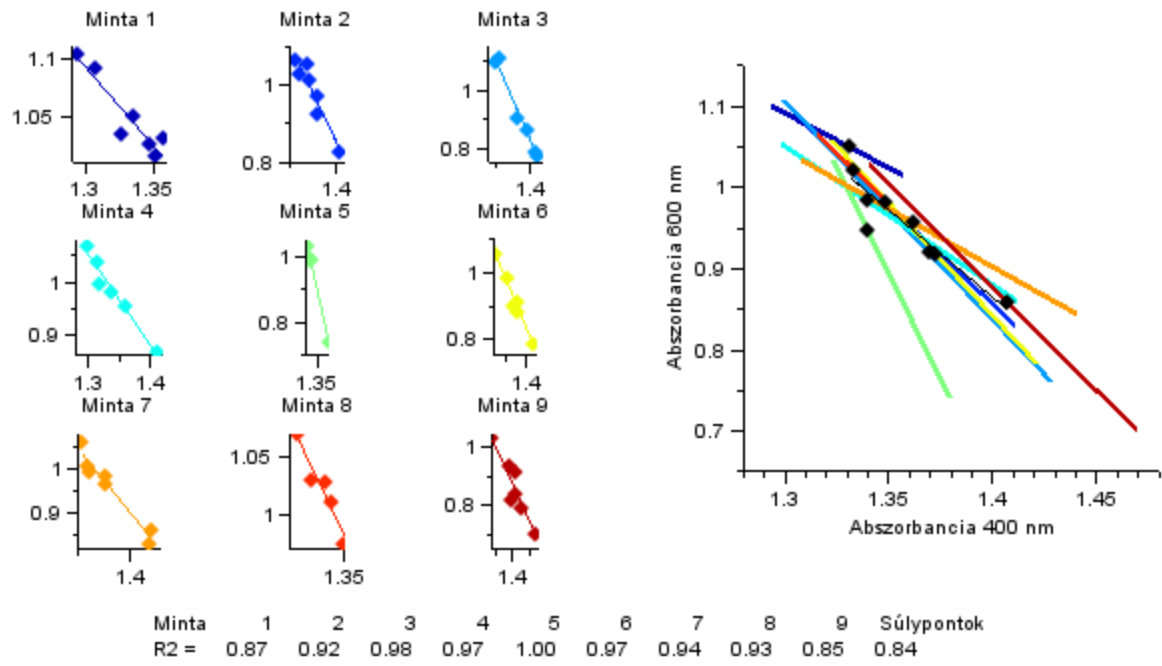 Minta 1
Minta 2
Minta 3
1.1
1.05
1.3 1.35
1
0.8
1.4
1
0.8
1.4
Minta 4
Minta 5
Minta 6
1
0.9
1.3 1.4
1
0.8
1.35
1
0.8
1.4
Minta 7
Minta 8
Minta 9
1
0.9
1.4
1.05
1
1.35
1
0.8
1.4
Abszorbancia 600 nm
1.1
1
0.9
0.8
0.7
1.3 1.35 1.4 1.45
Abszorbancia 400 nm
Minta 1 2 3 4 5 6 7 8 9 Súlypontok
R2 = 0.87 0.92 0.98 0.97 1.00 0.97 0.94 0.93 0.85 0.84